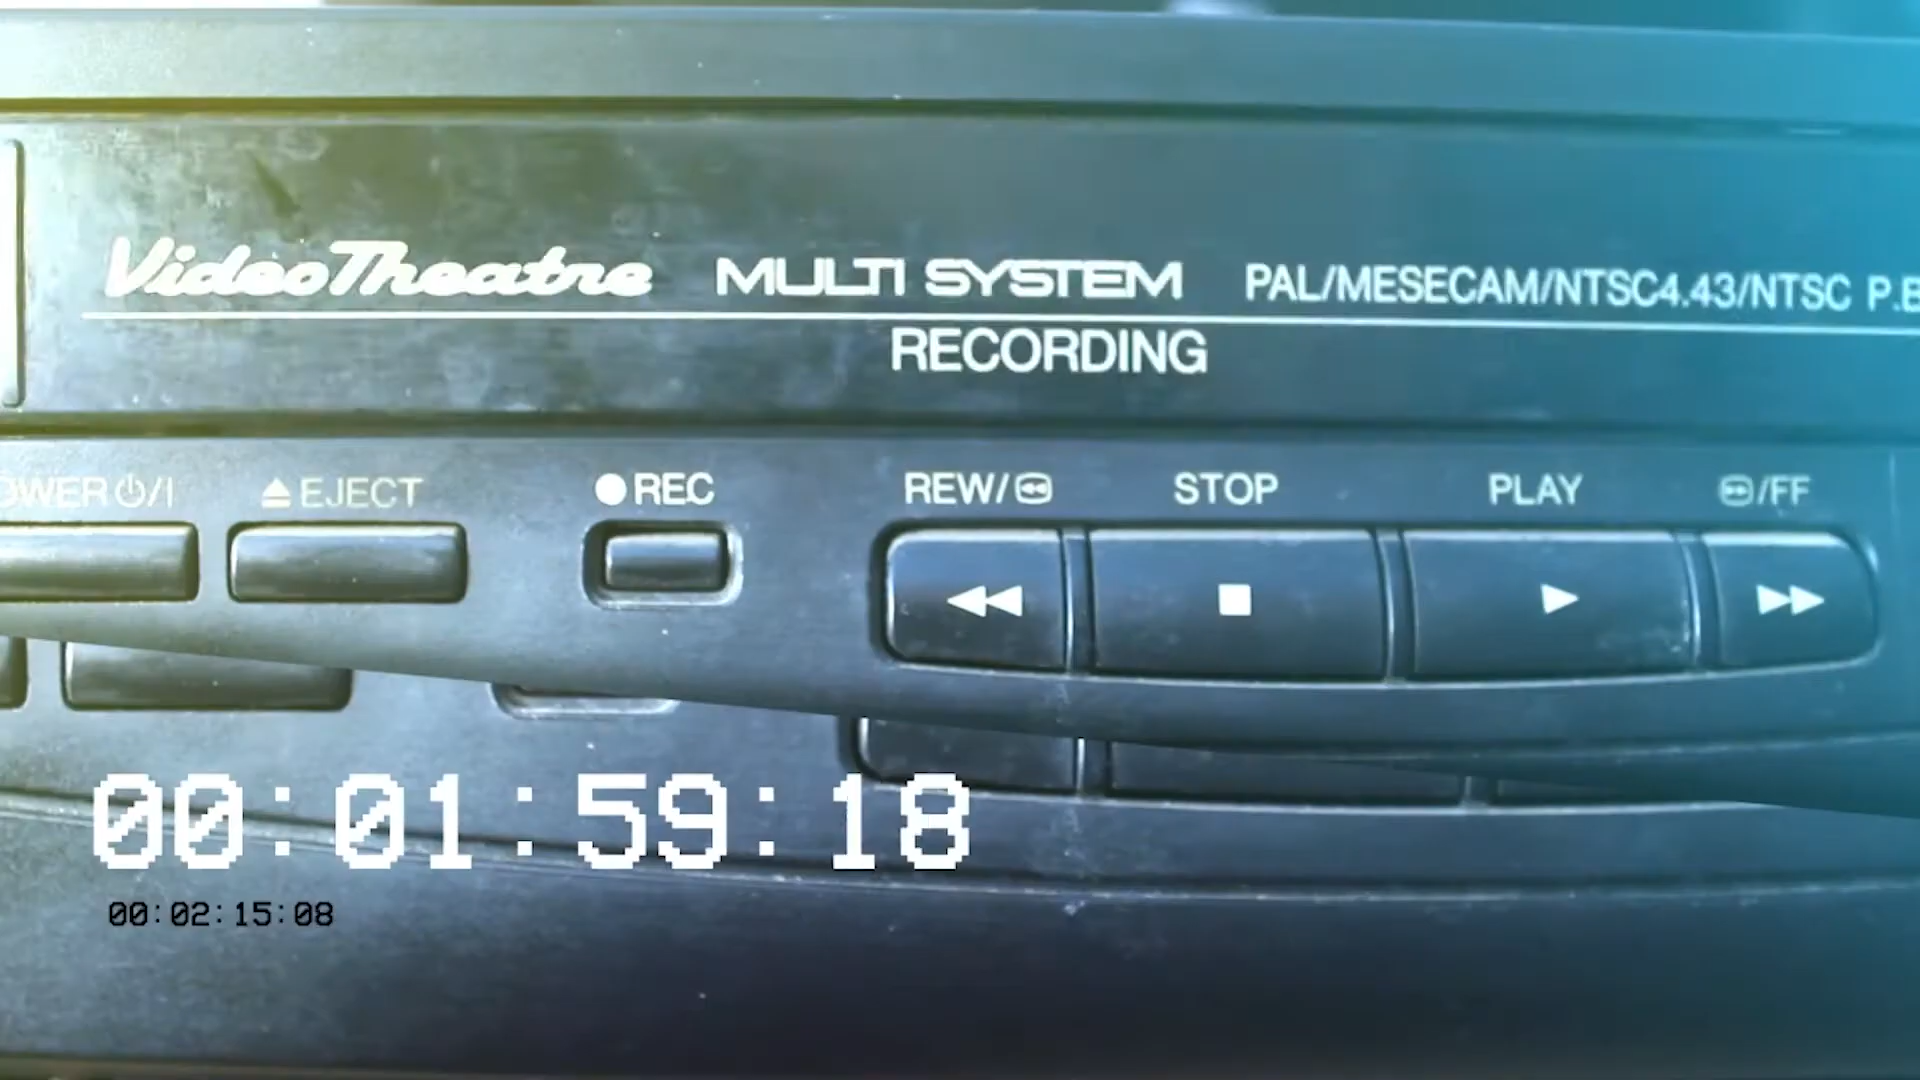 VideoTheatre MULTI SYSTEM PAL/MESECAM/NTSC4.43/NTSC
RECORDING
EJECT REC REW/ STOP PLAY /FF
00:01:59:18
00:02:15:08